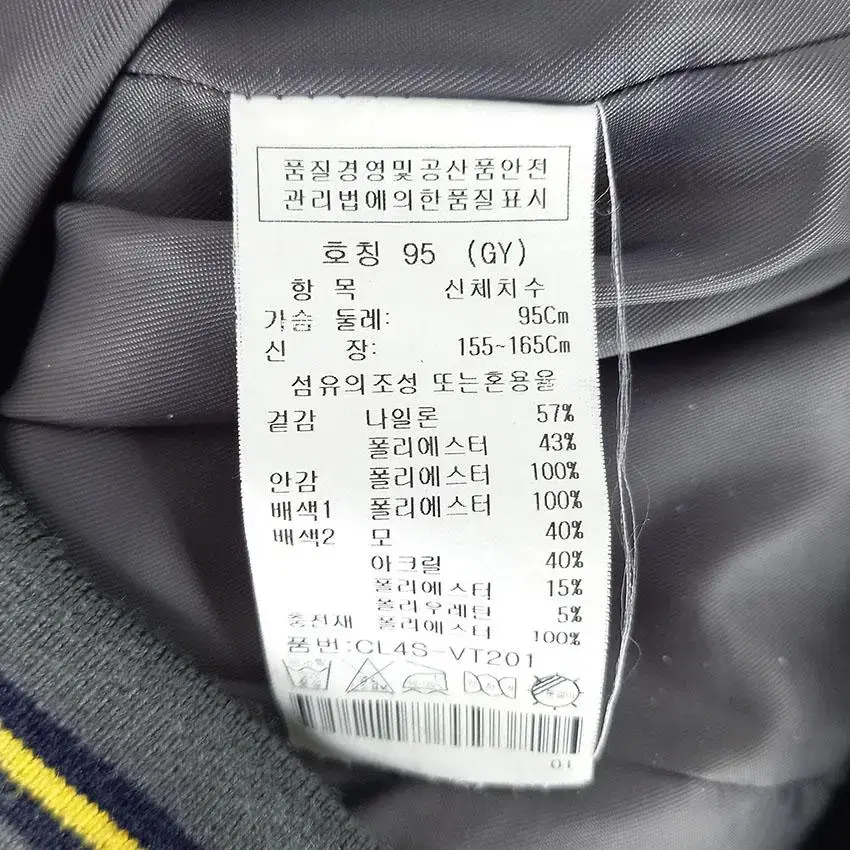 품질경영및공산품안전
관리법에의한품질표시
호칭 95 (GY)
항 목 신체치수
가슴 둘레: 95Cm
신 장: 155~165Cm
섬유의조성 또는혼용율
겉감 나일론 57%
폴리에스터 43%
안감 폴리에스터 100%
배색1 폴리에스터 100%
배색2 모 40%
아크릴 40%
폴리에스터 15%
폴리우레탄 5%
충전재 폴리에스터 100%
품번:CL4S-VT201
01